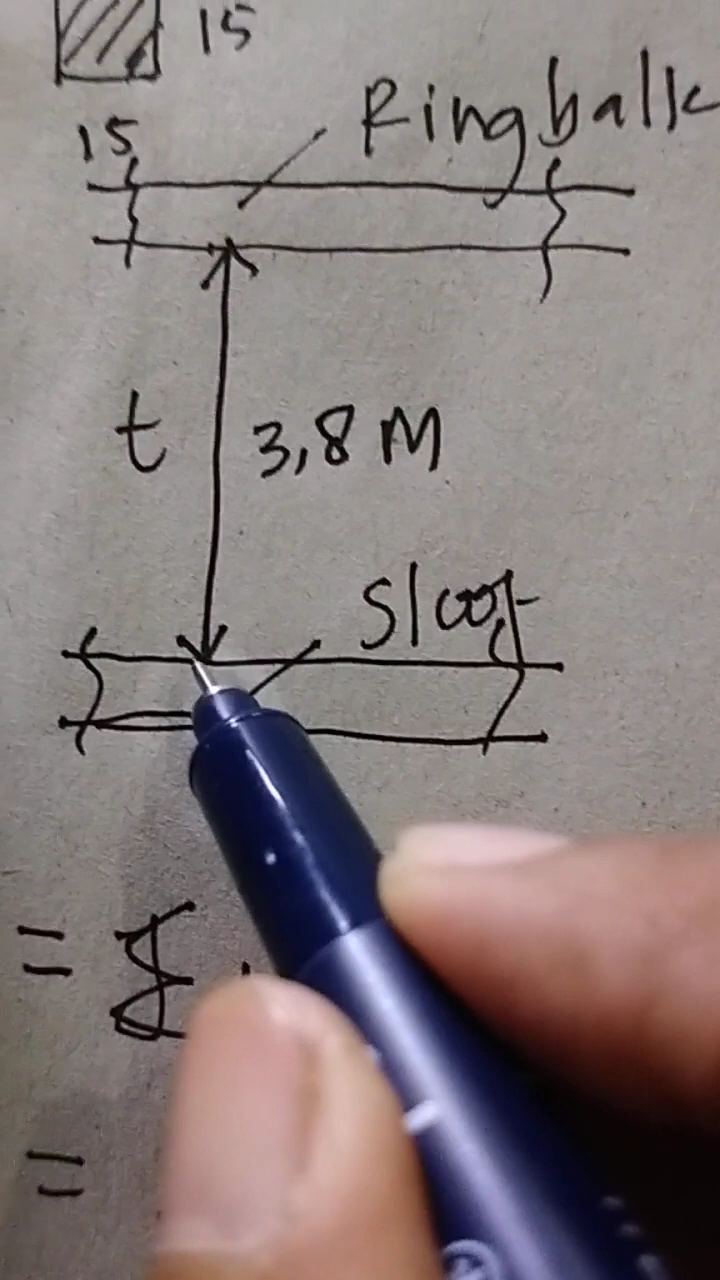 15
15
Ringbalk
t 3,8 M
Sloof
=
=